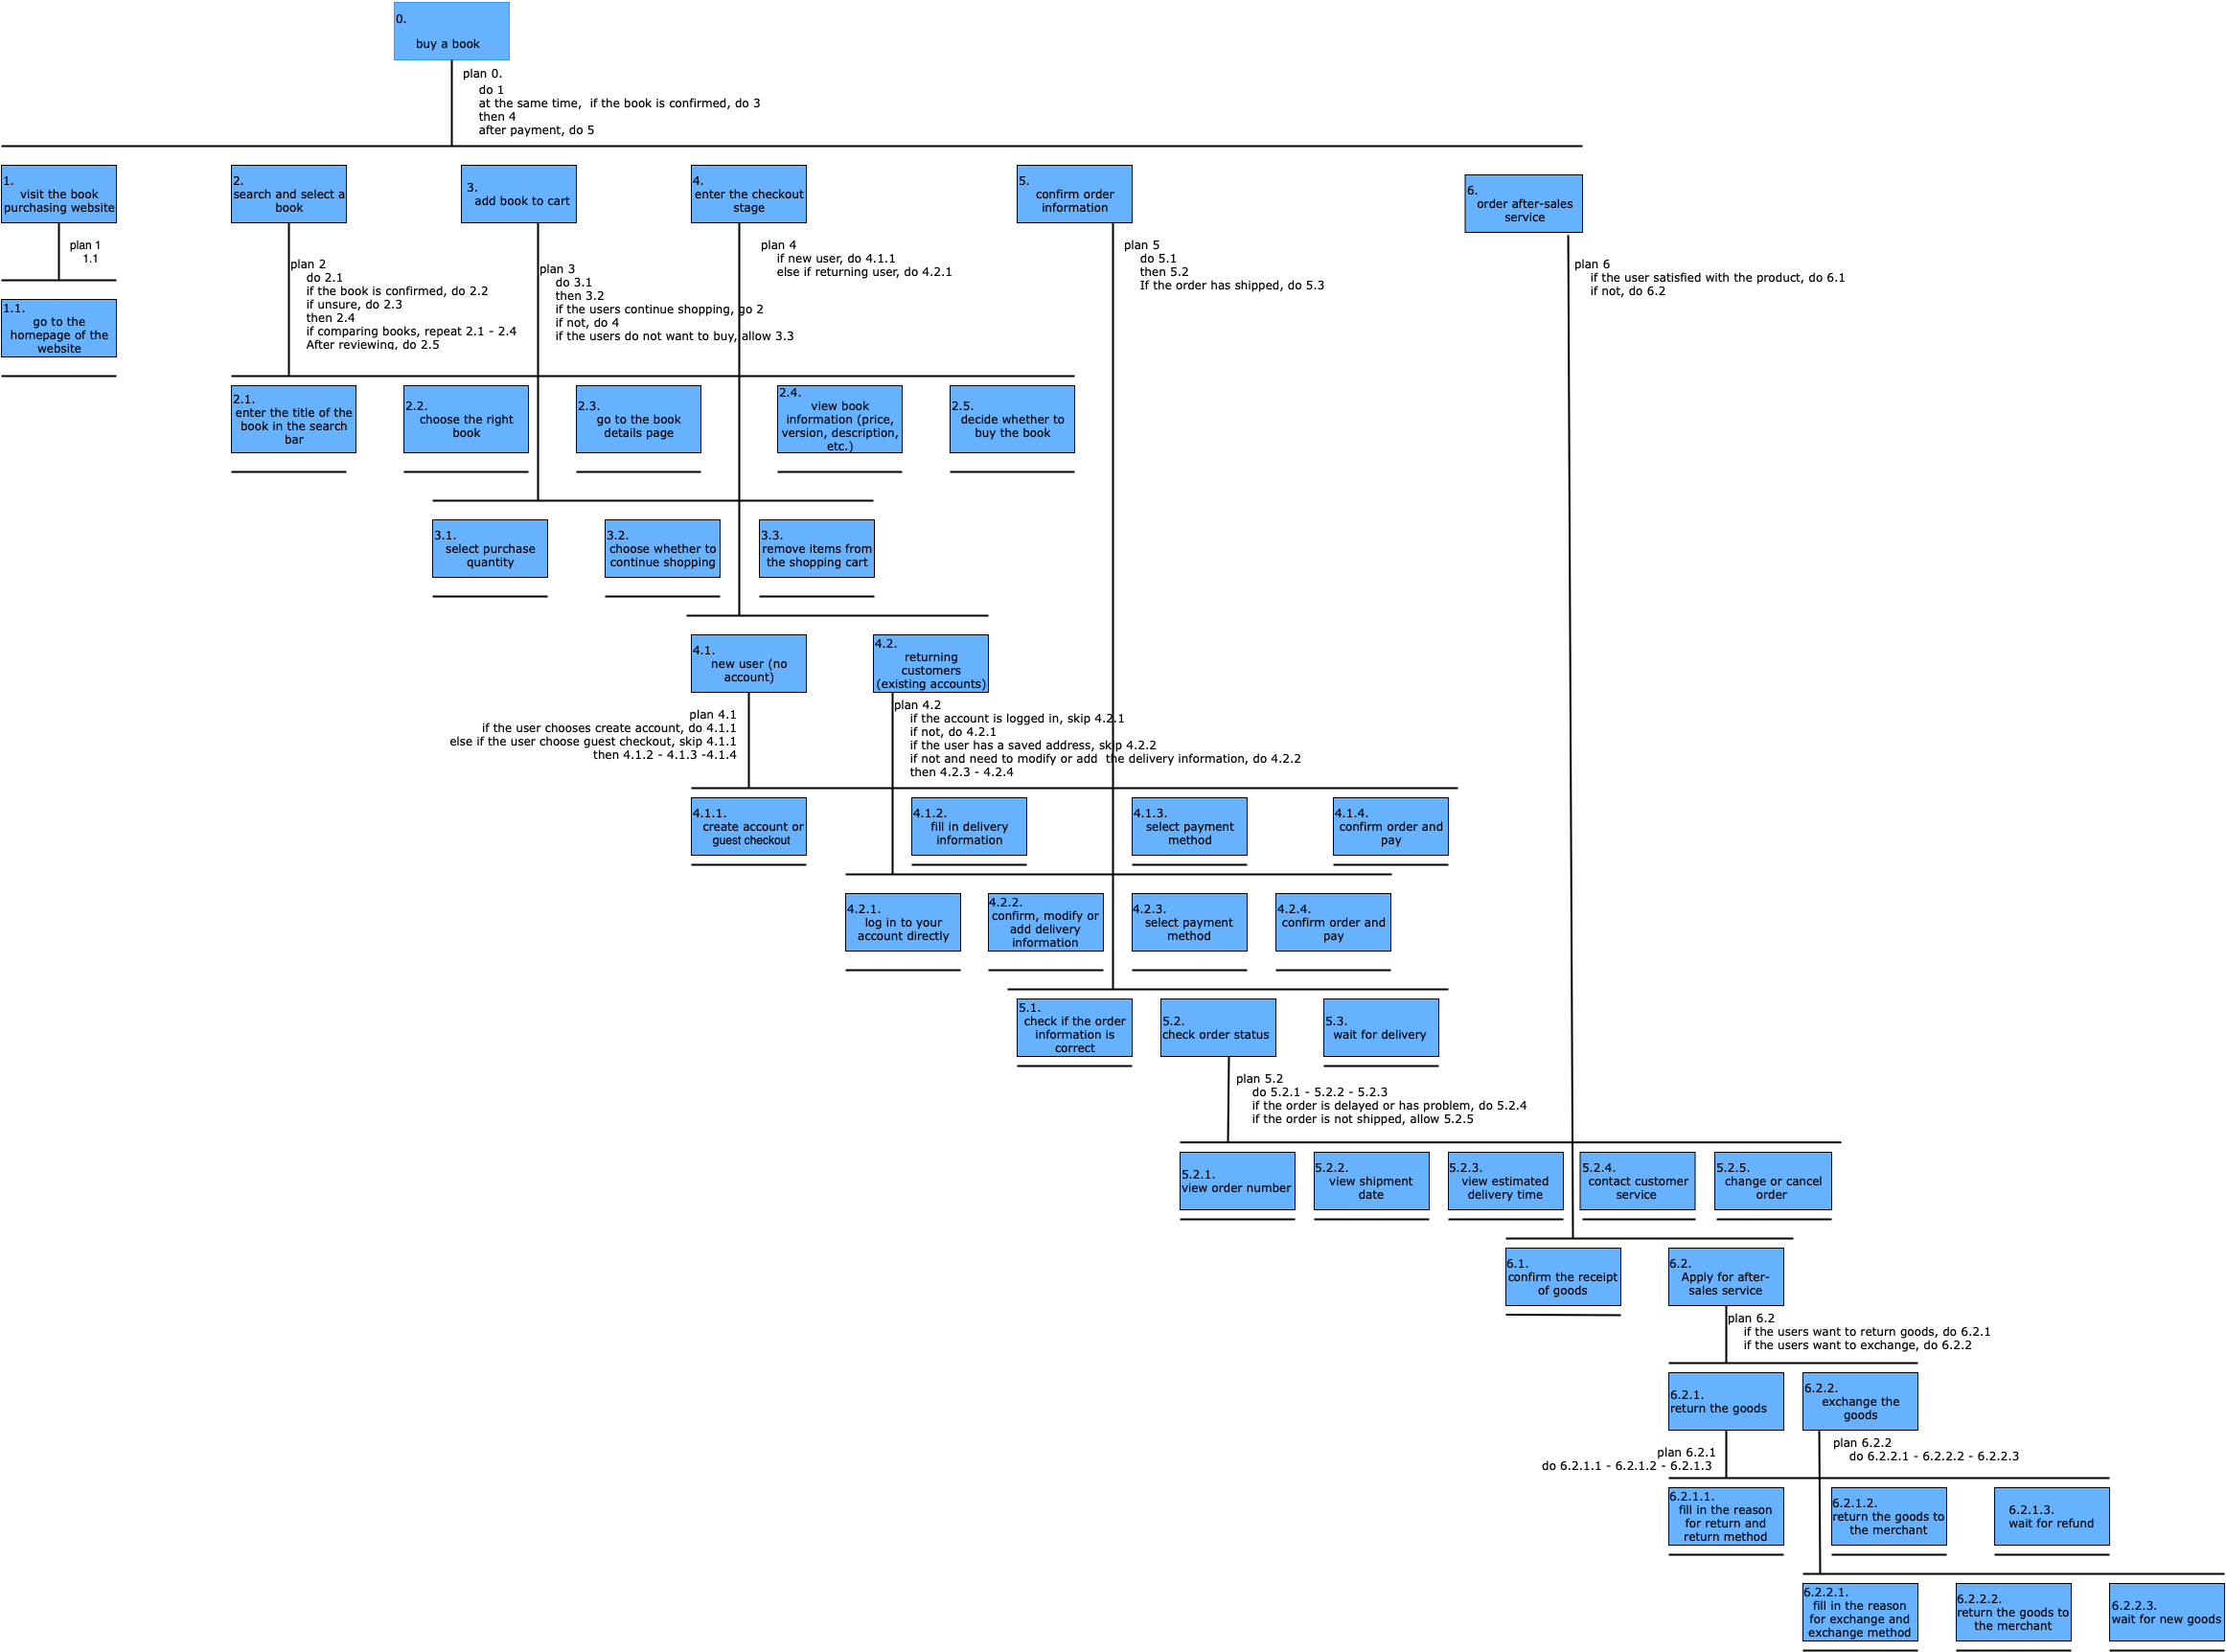 0.
buy a book
plan 0.
do 1
at the same time,  if the book is confirmed, do 3
then 4
after payment, do 5
1.
visit the book
purchasing website
2.
search and select a
book
3.
add book to cart
4.
enter the checkout
stage
5.
confirm order
information
6.
order after-sales
service
plan 1
1.1
plan 2
do 2.1
if the book is confirmed, do 2.2
if unsure, do 2.3
then 2.4
if comparing books, repeat 2.1 - 2.4
After reviewing, do 2.5
plan 3
do 3.1
then 3.2
if the users continue shopping, go 2
if not, do 4
if the users do not want to buy, allow 3.3
plan 4
if new user, do 4.1.1
else if returning user, do 4.2.1
plan 5
do 5.1
then 5.2
If the order has shipped, do 5.3
plan 6
if the user satisfied with the product, do 6.1
if not, do 6.2
1.1.
go to the
homepage of the
website
2.1.
enter the title of the
book in the search
bar
2.2.
choose the right
book
2.3.
go to the book
details page
2.4.
view book
information (price,
version, description,
etc.)
2.5.
decide whether to
buy the book
3.1.
select purchase
quantity
3.2.
choose whether to
continue shopping
3.3.
remove items from
the shopping cart
4.1.
new user (no
account)
4.2.
returning
customers
(existing accounts)
plan 4.1
if the user chooses create account, do 4.1.1
else if the user choose guest checkout, skip 4.1.1
then 4.1.2 - 4.1.3 -4.1.4
plan 4.2
if the account is logged in, skip 4.2.1
if not, do 4.2.1
if the user has a saved address, skip 4.2.2
if not and need to modify or add  the delivery information, do 4.2.2
then 4.2.3 - 4.2.4
4.1.1.
create account or
guest checkout
4.1.2.
fill in delivery
information
4.1.3.
select payment
method
4.1.4.
confirm order and
pay
4.2.1.
log in to your
account directly
4.2.2.
confirm, modify or
add delivery
information
4.2.3.
select payment
method
4.2.4.
confirm order and
pay
5.1.
check if the order
information is
correct
5.2.
check order status
5.3.
wait for delivery
plan 5.2
do 5.2.1 - 5.2.2 - 5.2.3
if the order is delayed or has problem, do 5.2.4
if the order is not shipped, allow 5.2.5
5.2.1.
view order number
5.2.2.
view shipment
date
5.2.3.
view estimated
delivery time
5.2.4.
contact customer
service
5.2.5.
change or cancel
order
6.1.
confirm the receipt
of goods
6.2.
Apply for after-
sales service
plan 6.2
if the users want to return goods, do 6.2.1
if the users want to exchange, do 6.2.2
6.2.1.
return the goods
6.2.2.
exchange the
goods
plan 6.2.1
do 6.2.1.1 - 6.2.1.2 - 6.2.1.3
plan 6.2.2
do 6.2.2.1 - 6.2.2.2 - 6.2.2.3
6.2.1.1.
fill in the reason
for return and
return method
6.2.1.2.
return the goods to
the merchant
6.2.1.3.
wait for refund
6.2.2.1.
fill in the reason
for exchange and
exchange method
6.2.2.2.
return the goods to
the merchant
6.2.2.3.
wait for new goods